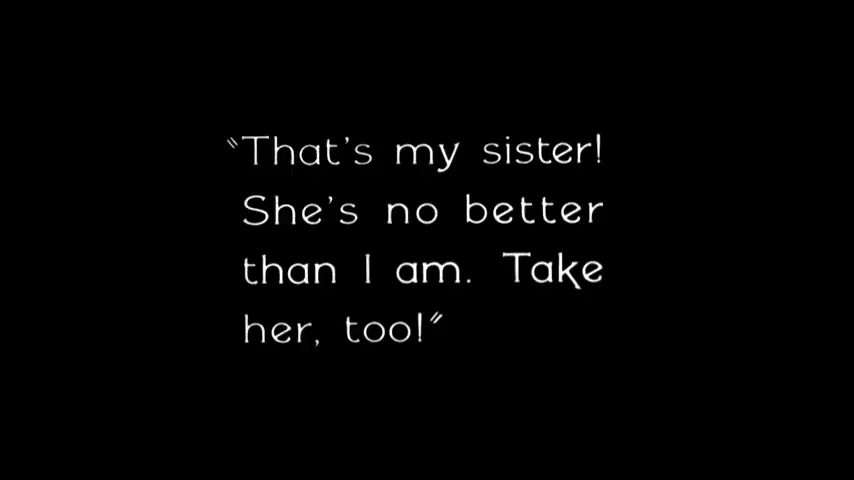 "That's my sister!
She's no better
than I am. Take
her, too!"